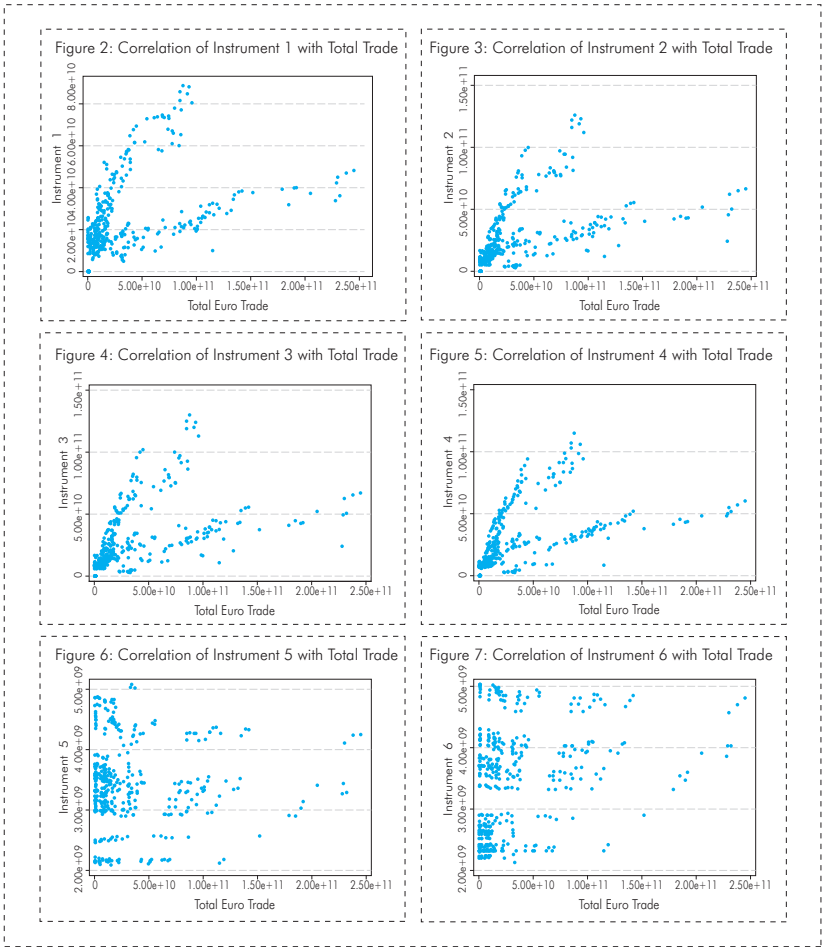 Figure 2: Correlation of Instrument 1 with Total Trade
Instrument 1
0 2.00e+10 4.00e+10 6.00e+10 8.00e+10
0 5.00e+10 1.00e+11 1.50e+11 2.00e+11 2.50e+11
Total Euro Trade
Figure 3: Correlation of Instrument 2 with Total Trade
Instrument 2
0 5.00e+10 1.00e+11 1.50e+11
0 5.00e+10 1.00e+11 1.50e+11 2.00e+11 2.50e+11
Total Euro Trade
Figure 4: Correlation of Instrument 3 with Total Trade
Instrument 3
0 5.00e+10 1.00e+11 1.50e+11
0 5.00e+10 1.00e+11 1.50e+11 2.00e+11 2.50e+11
Total Euro Trade
Figure 5: Correlation of Instrument 4 with Total Trade
Instrument 4
0 5.00e+10 1.00e+11 1.50e+11
0 5.00e+10 1.00e+11 1.50e+11 2.00e+11 2.50e+11
Total Euro Trade
Figure 6: Correlation of Instrument 5 with Total Trade
Instrument 5
2.00e+09 3.00e+09 4.00e+09 5.00e+09
0 5.00e+10 1.00e+11 1.50e+11 2.00e+11 2.50e+11
Total Euro Trade
Figure 7: Correlation of Instrument 6 with Total Trade
Instrument 6
2.00e+09 3.00e+09 4.00e+09 5.00e+09
0 5.00e+10 1.00e+11 1.50e+11 2.00e+11 2.50e+11
Total Euro Trade